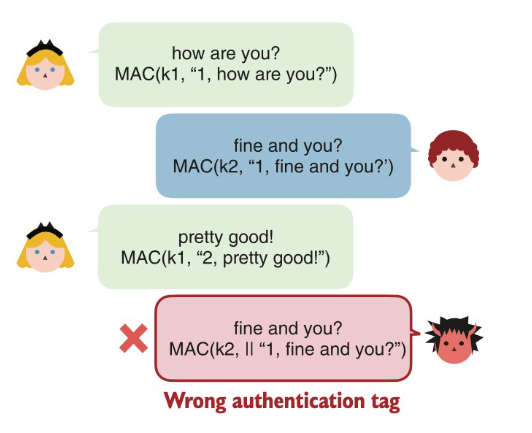 how are you?
MAC(k1, “1, how are you?”)
fine and you?
MAC(k2, “1, fine and you?’)
pretty good!
MAC(k1, “2, pretty good!”)
fine and you?
MAC(k2, || “1, fine and you?”)
Wrong authentication tag